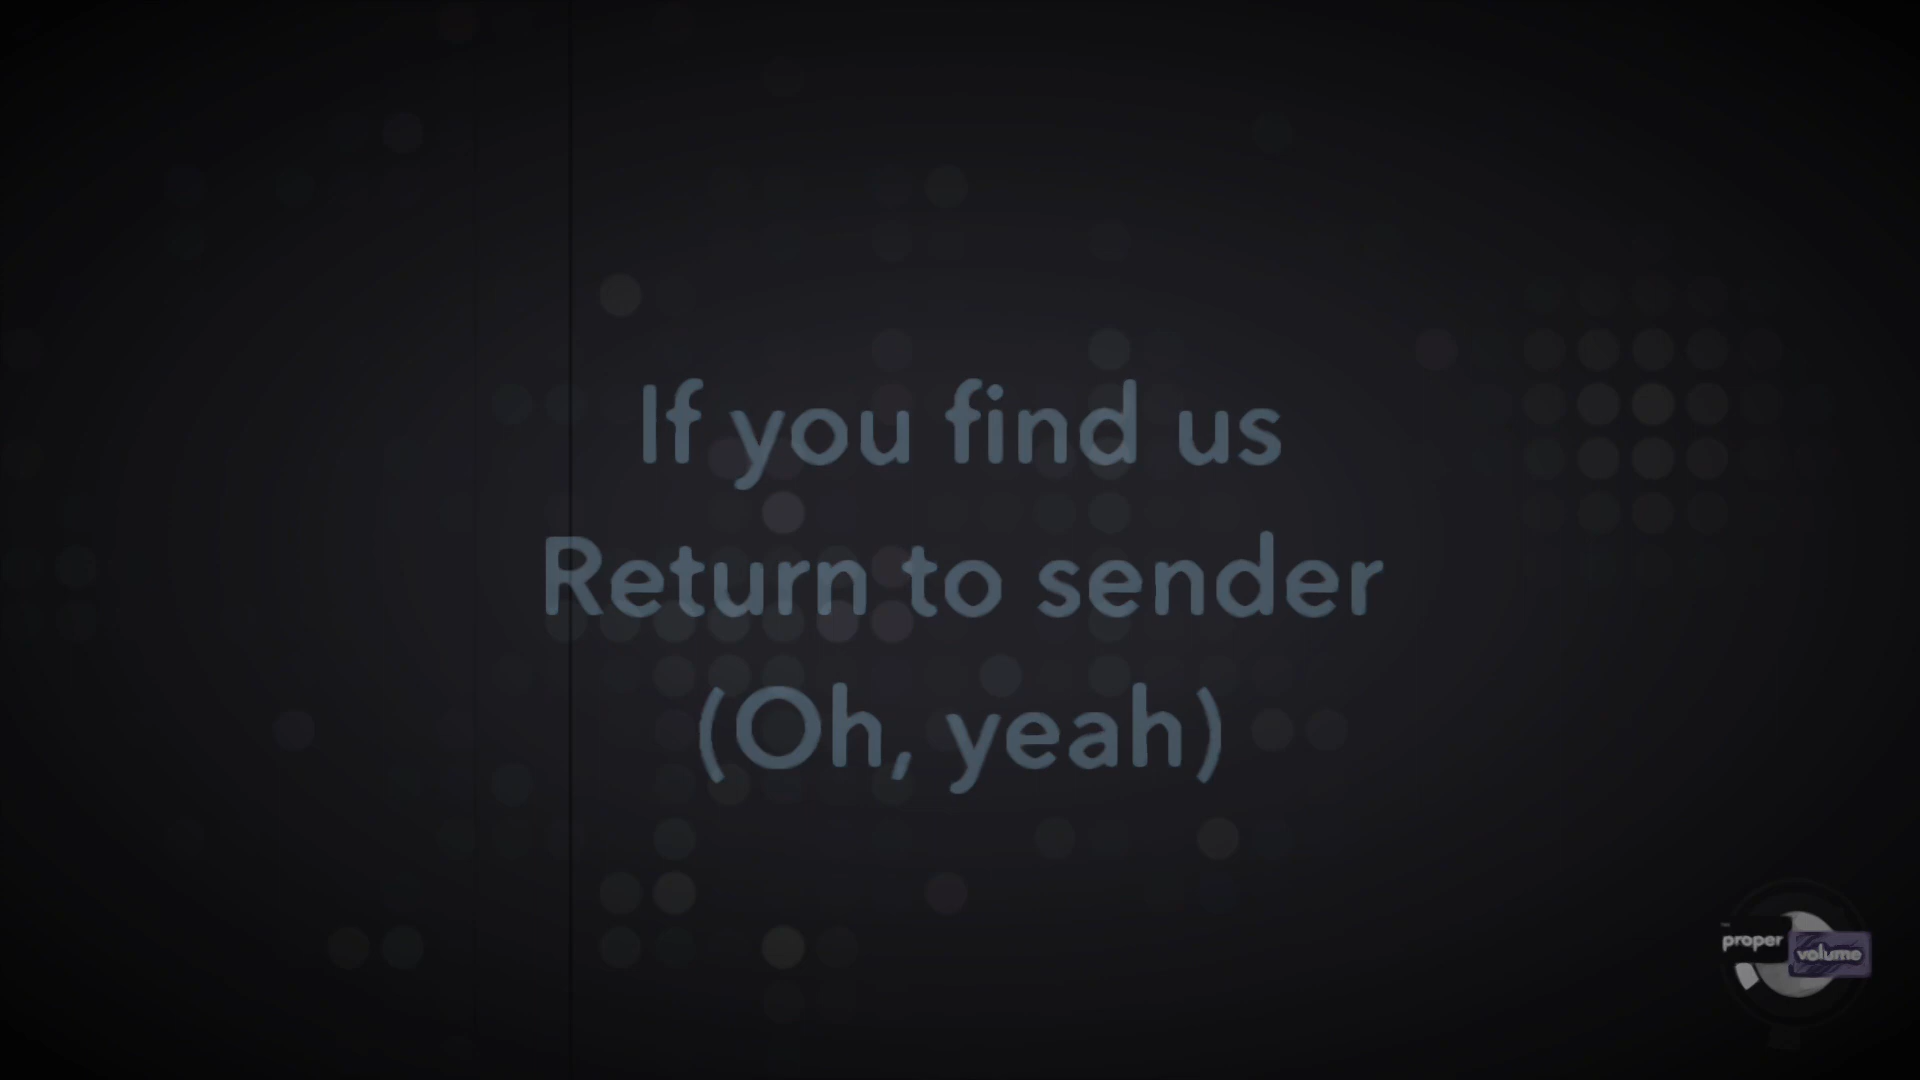 If you find us
Return to sender
(Oh, yeah)
proper
volume